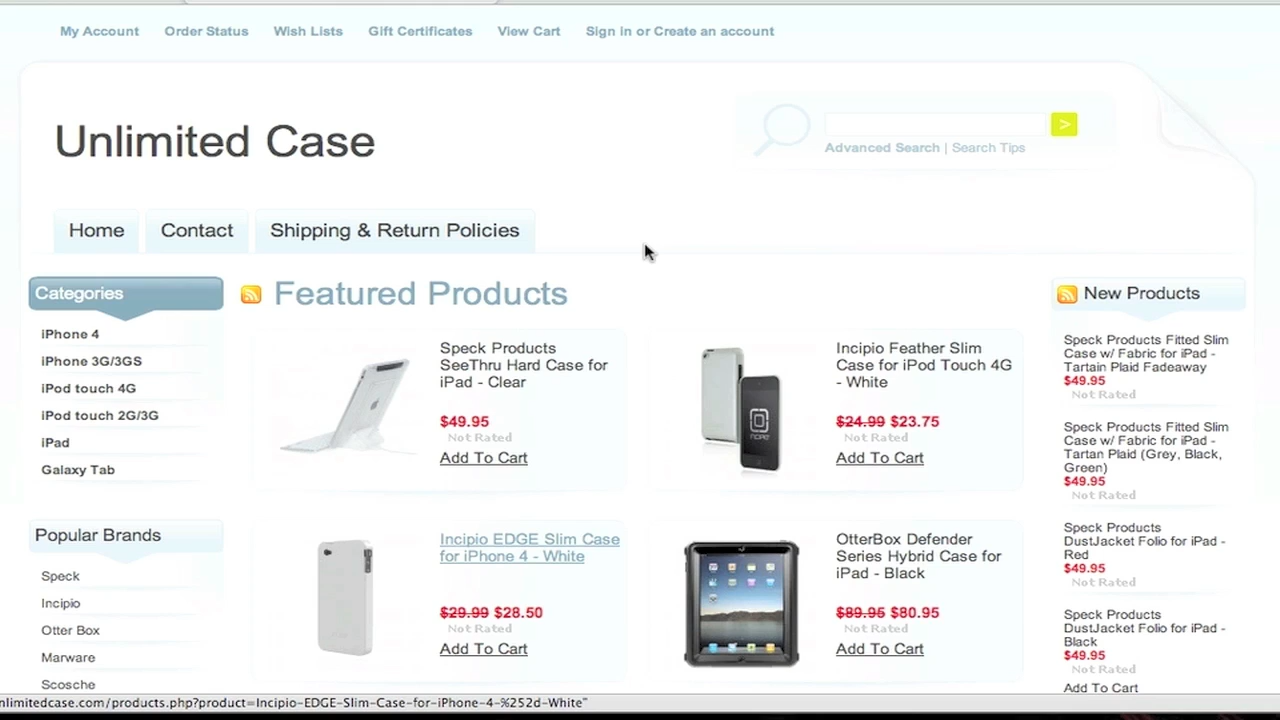 My Account Order Status Wish Lists Gift Certificates View Cart Sign in or Create an account
Unlimited Case
>
Advanced Search | Search Tips
Home Contact Shipping & Return Policies
Categories
iPhone 4
iPhone 3G/3GS
iPod touch 4G
iPod touch 2G/3G
iPad
Galaxy Tab
Popular Brands
Speck
Incipio
Otter Box
Marware
Scosche
Featured Products
Speck Products
SeeThru Hard Case for
iPad - Clear
$49.95
Not Rated
Add To Cart
Incipio Feather Slim
Case for iPod Touch 4G
- White
$24.99 $23.75
Not Rated
Add To Cart
Incipio EDGE Slim Case
for iPhone 4 - White
$29.99 $28.50
Not Rated
Add To Cart
OtterBox Defender
Series Hybrid Case for
iPad - Black
$89.95 $80.95
Not Rated
Add To Cart
New Products
Speck Products Fitted Slim
Case w/ Fabric for iPad -
Tartain Plaid Fadeaway
$49.95
Not Rated
Speck Products Fitted Slim
Case w/ Fabric for iPad -
Tartan Plaid (Grey, Black,
Green)
$49.95
Not Rated
Speck Products
DustJacket Folio for iPad -
Red
$49.95
Not Rated
Speck Products
DustJacket Folio for iPad -
Black
$49.95
Not Rated
Add To Cart
nlimitedcase.com/products.php?product=Incipio-EDGE-Slim-Case-for-iPhone-4-%252d-White"